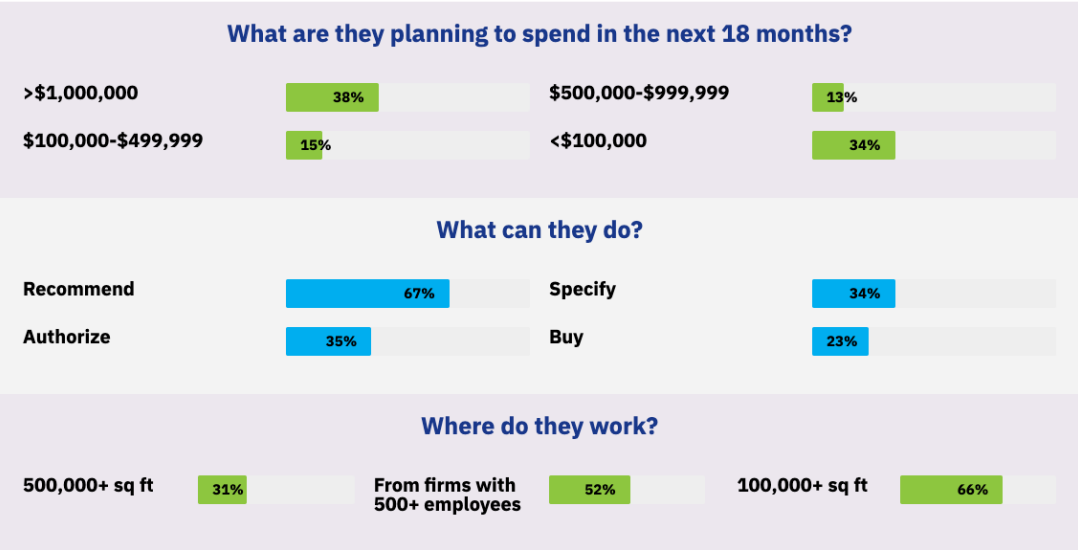 What are they planning to spend in the next 18 months?
>$1,000,000
38%
$500,000-$999,999
13%
$100,000-$499,999
15%
<$100,000
34%
What can they do?
Recommend
67%
Specify
34%
Authorize
35%
Buy
23%
Where do they work?
500,000+ sq ft
31%
From firms with
500+ employees
52%
100,000+ sq ft
66%